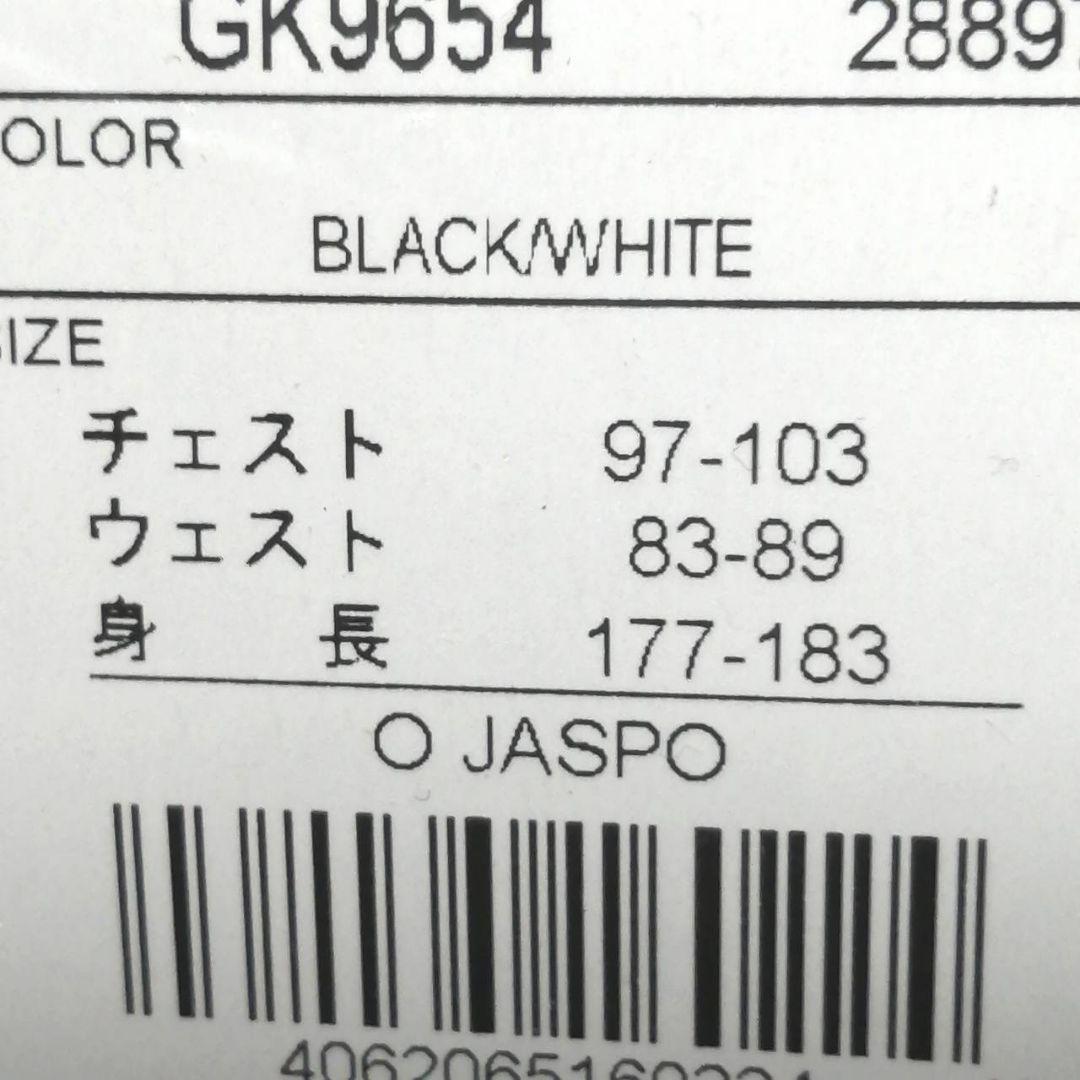 GK9654 2889
OLOR
BLACK/WHITE
SIZE
チェスト 97-103
ウェスト 83-89
身 長 177-183
O JASPO